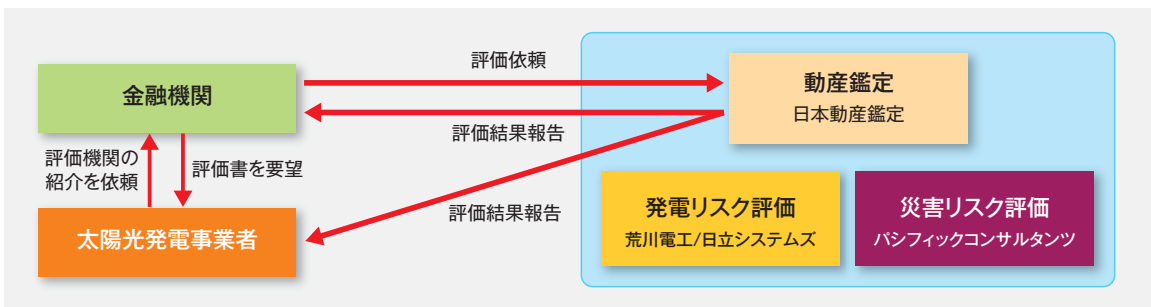 評価依頼
金融機関
動産鑑定
日本動産鑑定
評価結果報告
評価機関の
紹介を依頼
評価書を要望
評価結果報告
太陽光発電事業者
発電リスク評価
荒川電工/日立システムズ
災害リスク評価
パシフィックコンサルタンツ